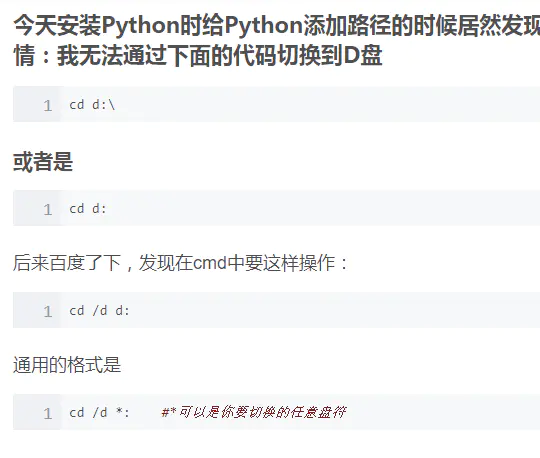 今天安装Python时给Python添加路径的时候居然发现
情：我无法通过下面的代码切换到D盘
1 cd d:\
或者是
1 cd d:
后来百度了下，发现在cmd中要这样操作：
1 cd /d d:
通用的格式是
1 cd /d *: #*可以是你要切换的任意盘符